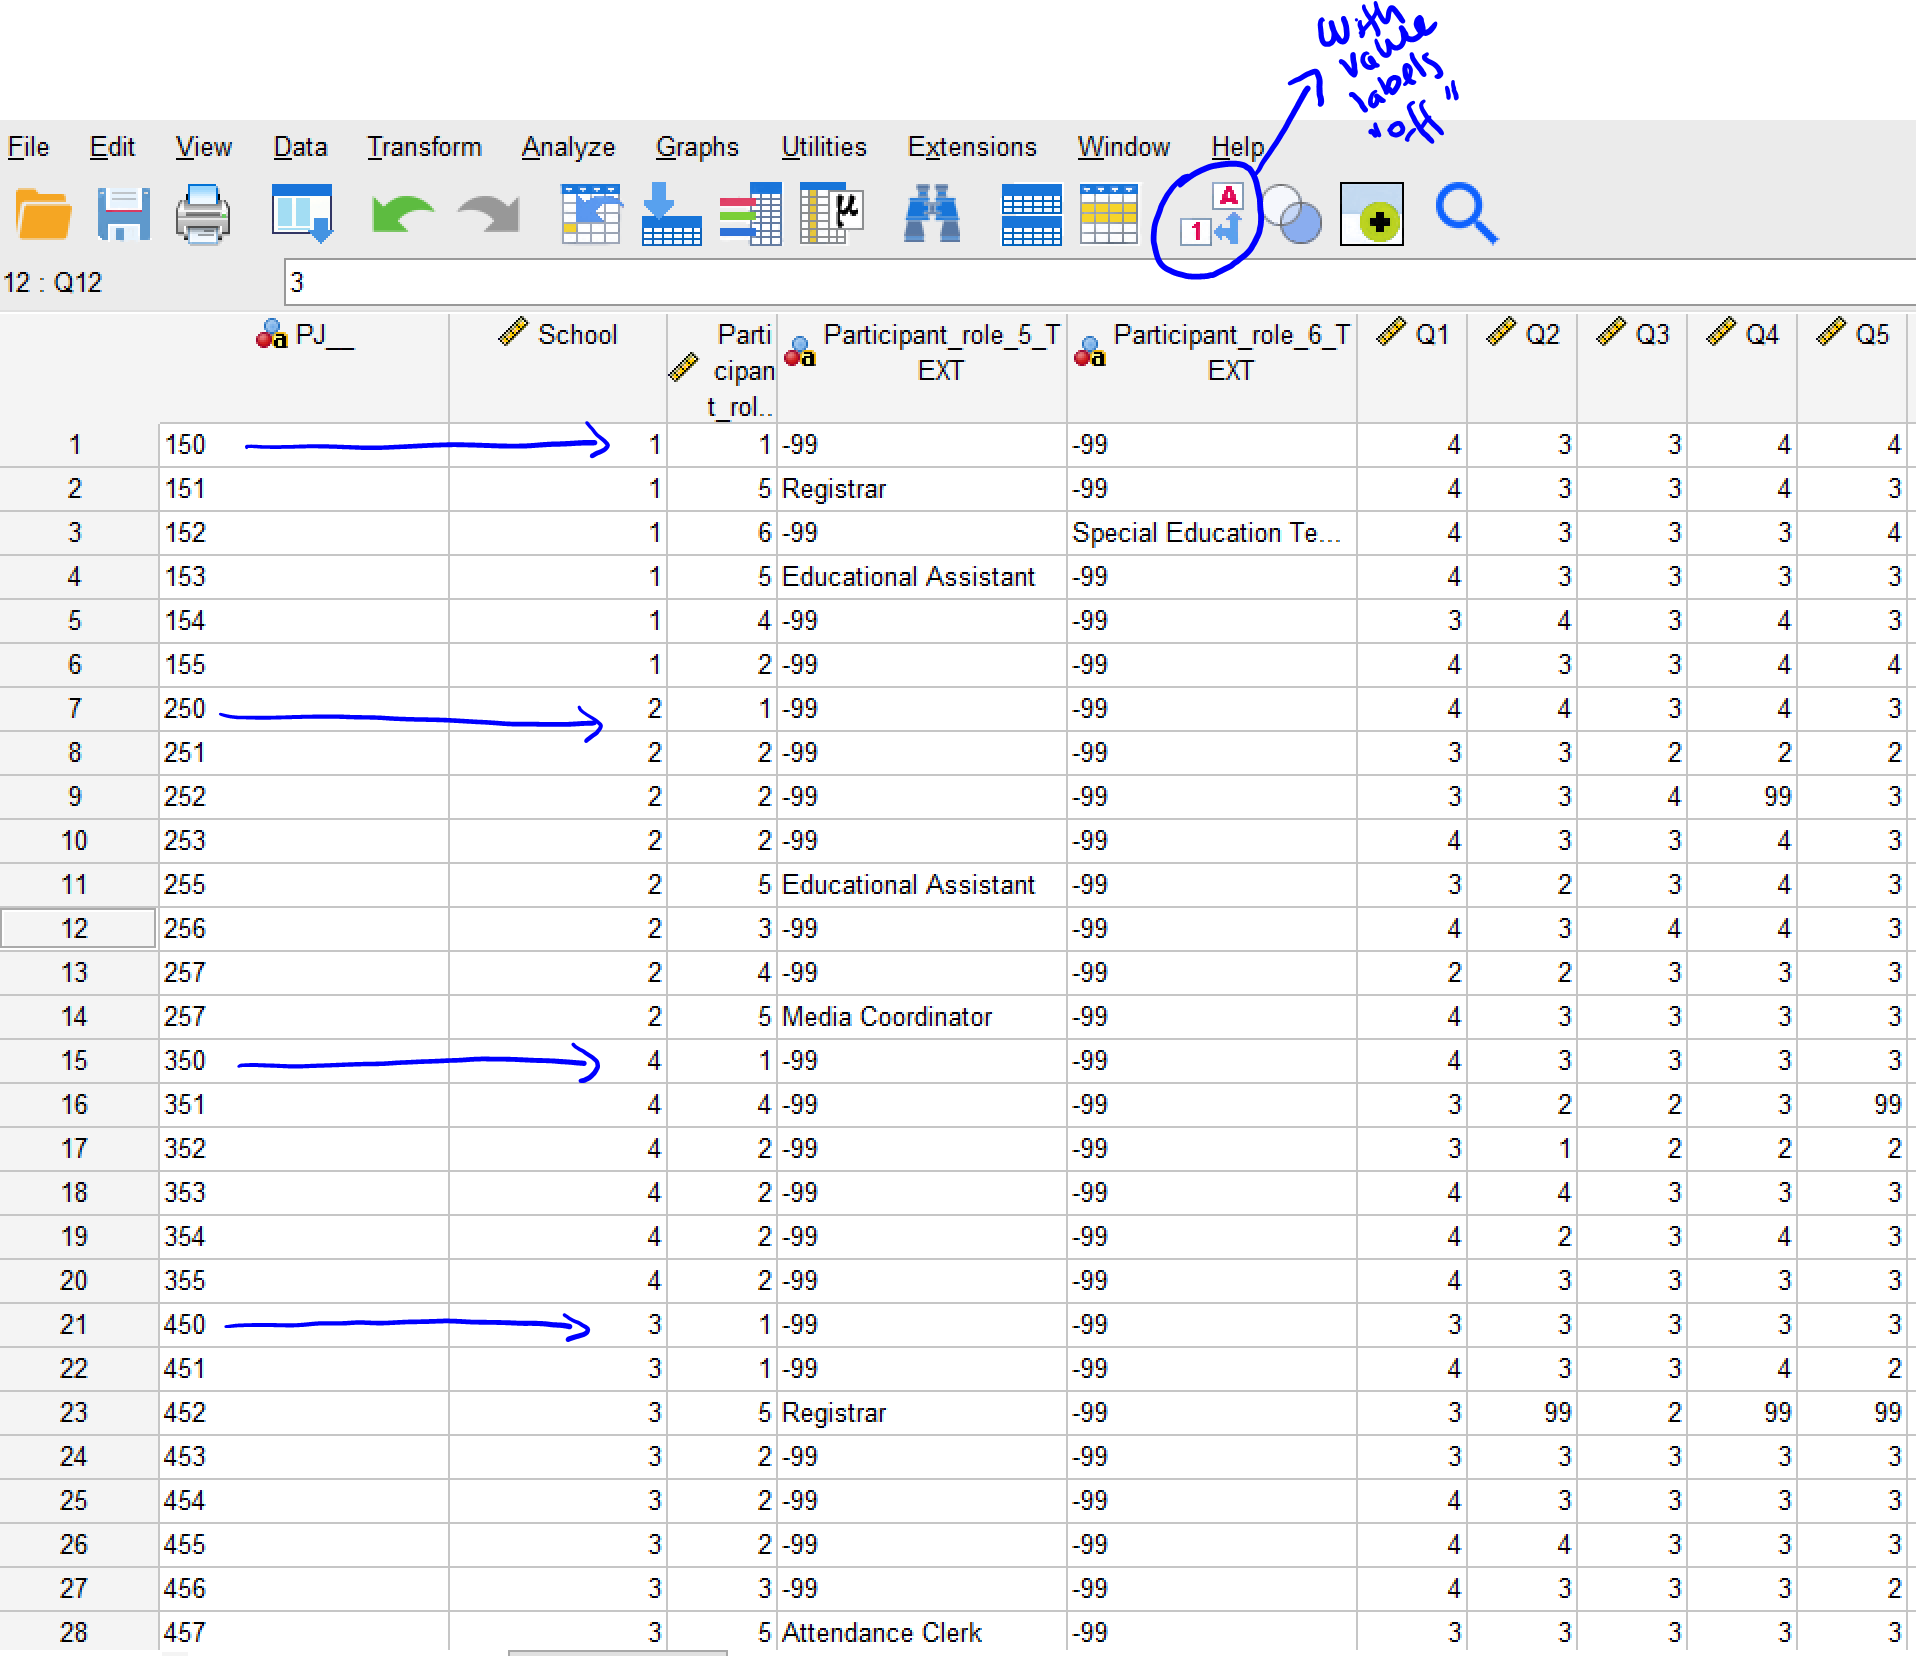 With
value
labels
"off"
File Edit View Data Transform Analyze Graphs Utilities Extensions Window Help
A
1
µ
12 : Q12 3
PJ__ School Parti Participant_role_5_T Participant_role_6_T Q1 Q2 Q3 Q4 Q5
cipan EXT EXT
t_rol..
1 150 1 1 -99 -99 4 3 3 4 4
2 151 1 5 Registrar -99 4 3 3 4 3
3 152 1 6 -99 Special Education Te... 4 3 3 3 4
4 153 1 5 Educational Assistant -99 4 3 3 3 3
5 154 1 4 -99 -99 3 4 3 4 3
6 155 1 2 -99 -99 4 3 3 4 4
7 250 2 1 -99 -99 4 4 3 4 3
8 251 2 2 -99 -99 3 3 2 2 2
9 252 2 2 -99 -99 3 3 4 99 3
10 253 2 2 -99 -99 4 3 3 4 3
11 255 2 5 Educational Assistant -99 3 2 3 4 3
12 256 2 3 -99 -99 4 3 4 4 3
13 257 2 4 -99 -99 2 2 3 3 3
14 257 2 5 Media Coordinator -99 4 3 3 3 3
15 350 4 1 -99 -99 4 3 3 3 3
16 351 4 4 -99 -99 3 2 2 3 99
17 352 4 2 -99 -99 3 1 2 2 2
18 353 4 2 -99 -99 4 4 3 3 3
19 354 4 2 -99 -99 4 2 3 4 3
20 355 4 2 -99 -99 4 3 3 3 3
21 450 3 1 -99 -99 3 3 3 3 3
22 451 3 1 -99 -99 4 3 3 4 2
23 452 3 5 Registrar -99 3 99 2 99 99
24 453 3 2 -99 -99 3 3 3 3 3
25 454 3 2 -99 -99 4 3 3 3 3
26 455 3 2 -99 -99 4 4 3 3 3
27 456 3 3 -99 -99 4 3 3 3 2
28 457 3 5 Attendance Clerk -99 3 3 3 3 3